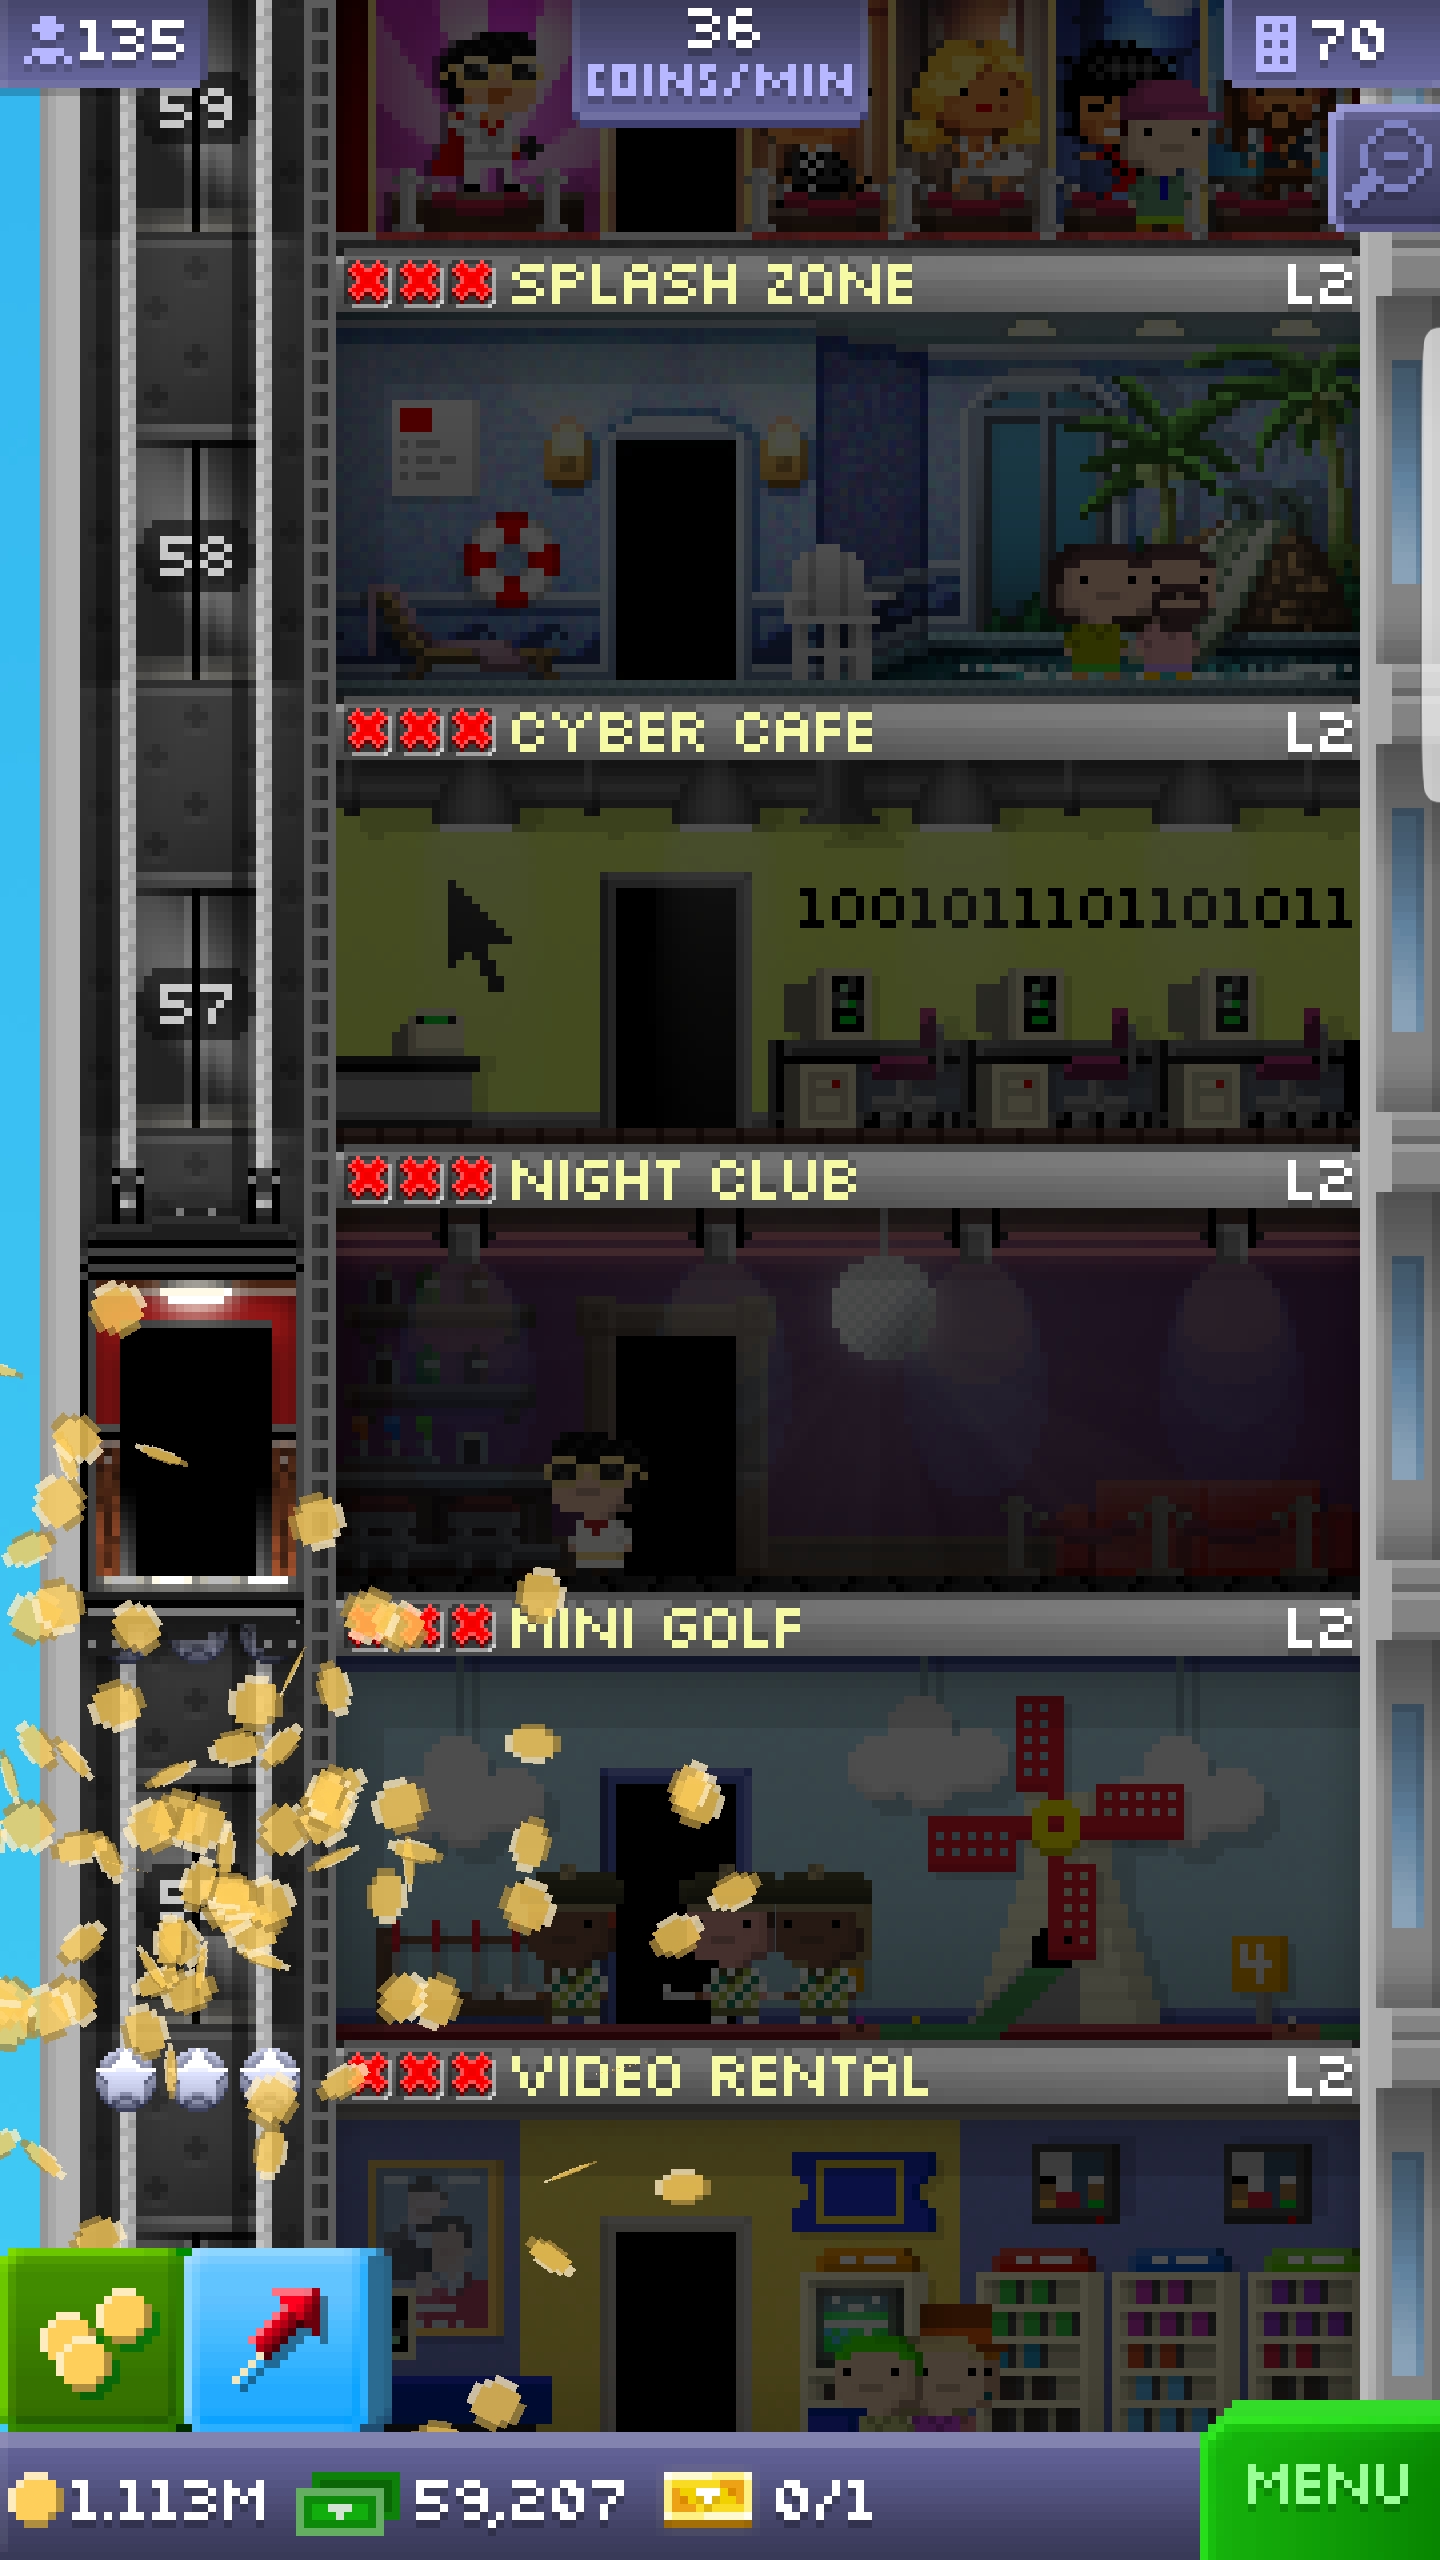 135
36
COINS/MIN
70
59
SPLASH ZONE L2
58
CYBER CAFE L2
57
100101110110101011
NIGHT CLUB L2
MINI GOLF L2
4
VIDEO RENTAL L2
1.113M 59,207 0/1
MENU